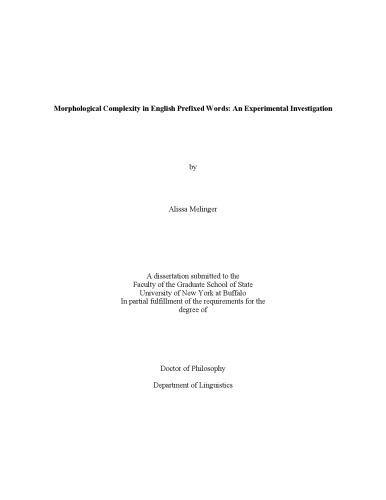 Morphological Complexity in English Prefixed Words: An Experimental Investigation
by
Alissa Melinger
A dissertation submitted to the
Faculty of the Graduate School of State
University of New York at Buffalo
In partial fulfillment of the requirements for the
degree of
Doctor of Philosophy
Department of Linguistics